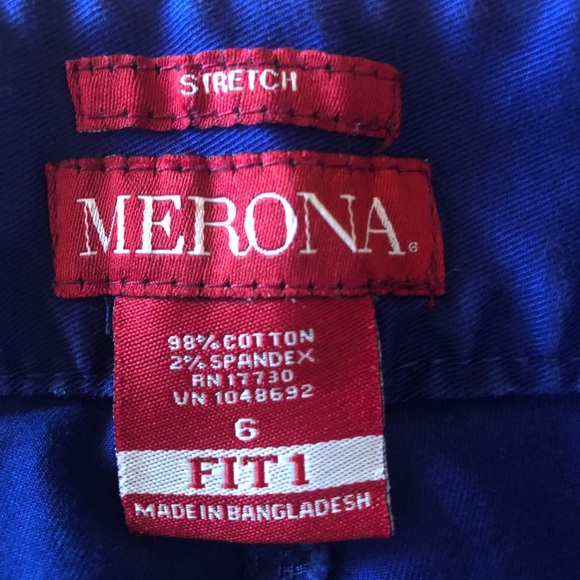 STRETCH
MERONA®
98% COTTON
2% SPANDEX
RN 17730
VN 1048692
6
FIT 1
MADE IN BANGLADESH